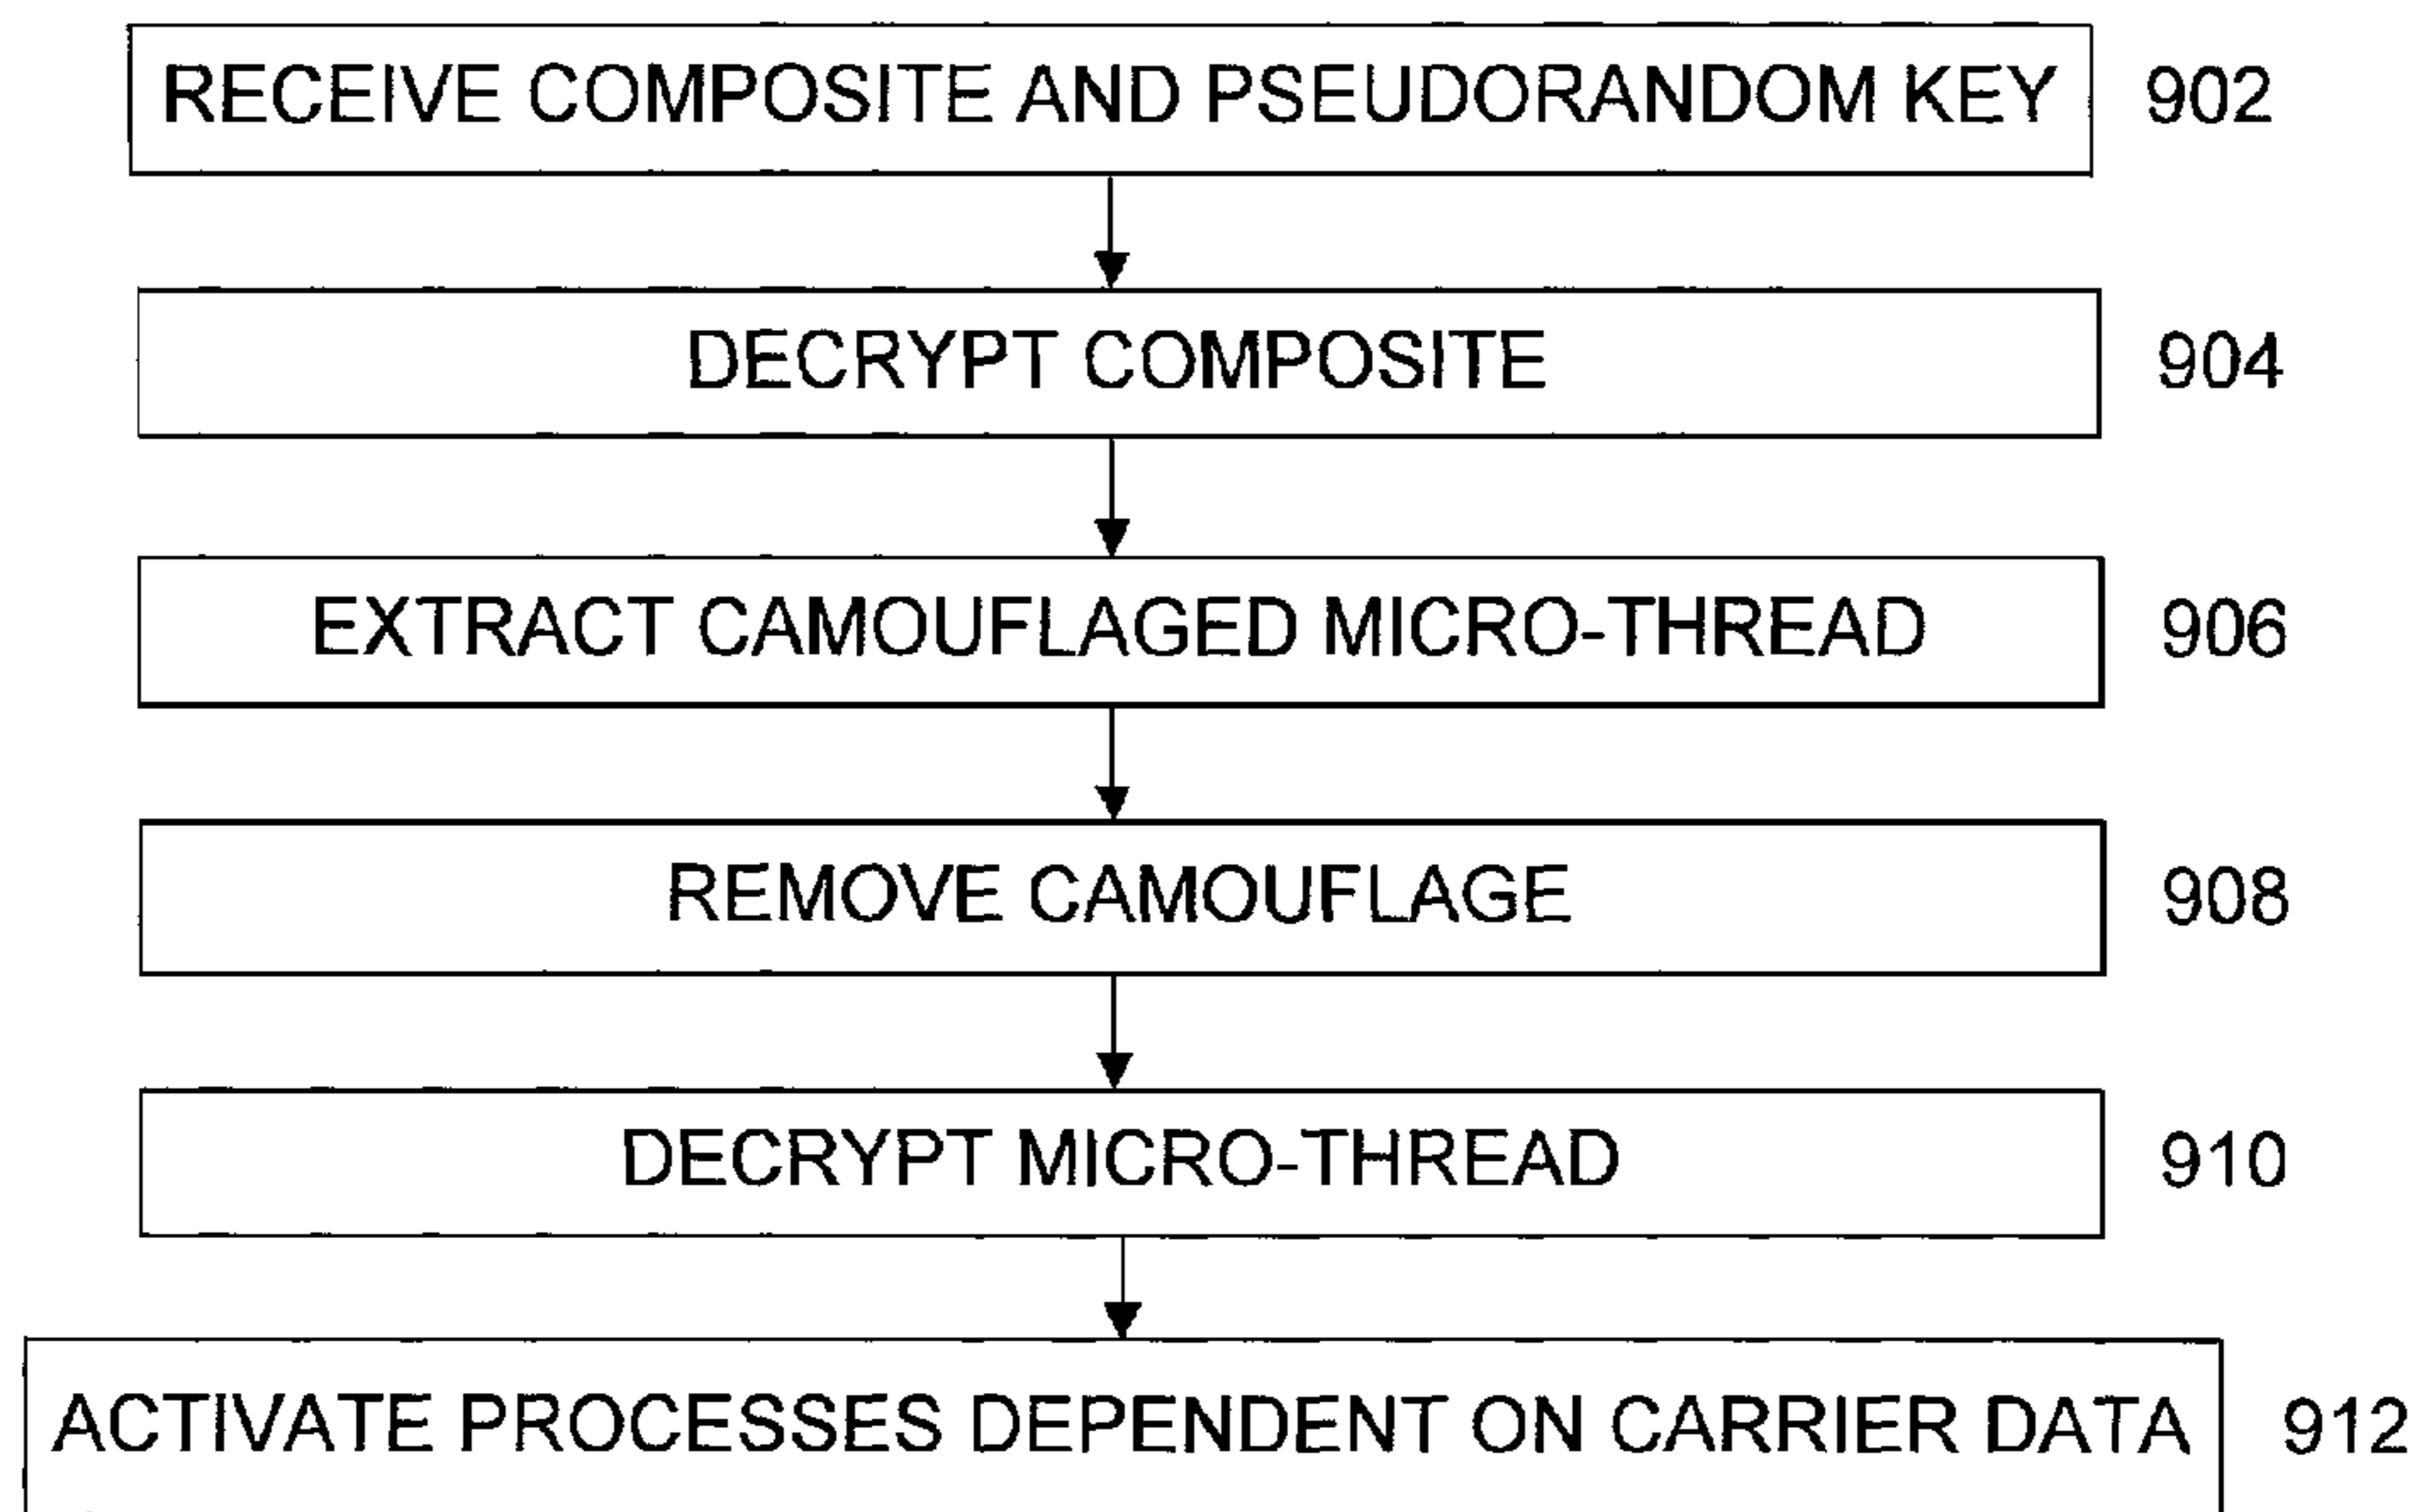 RECEIVE COMPOSITE AND PSEUDORANDOM KEY 902
DECRYPT COMPOSITE 904
EXTRACT CAMOUFLAGED MICRO-THREAD 906
REMOVE CAMOUFLAGE 908
DECRYPT MICRO-THREAD 910
ACTIVATE PROCESSES DEPENDENT ON CARRIER DATA 912